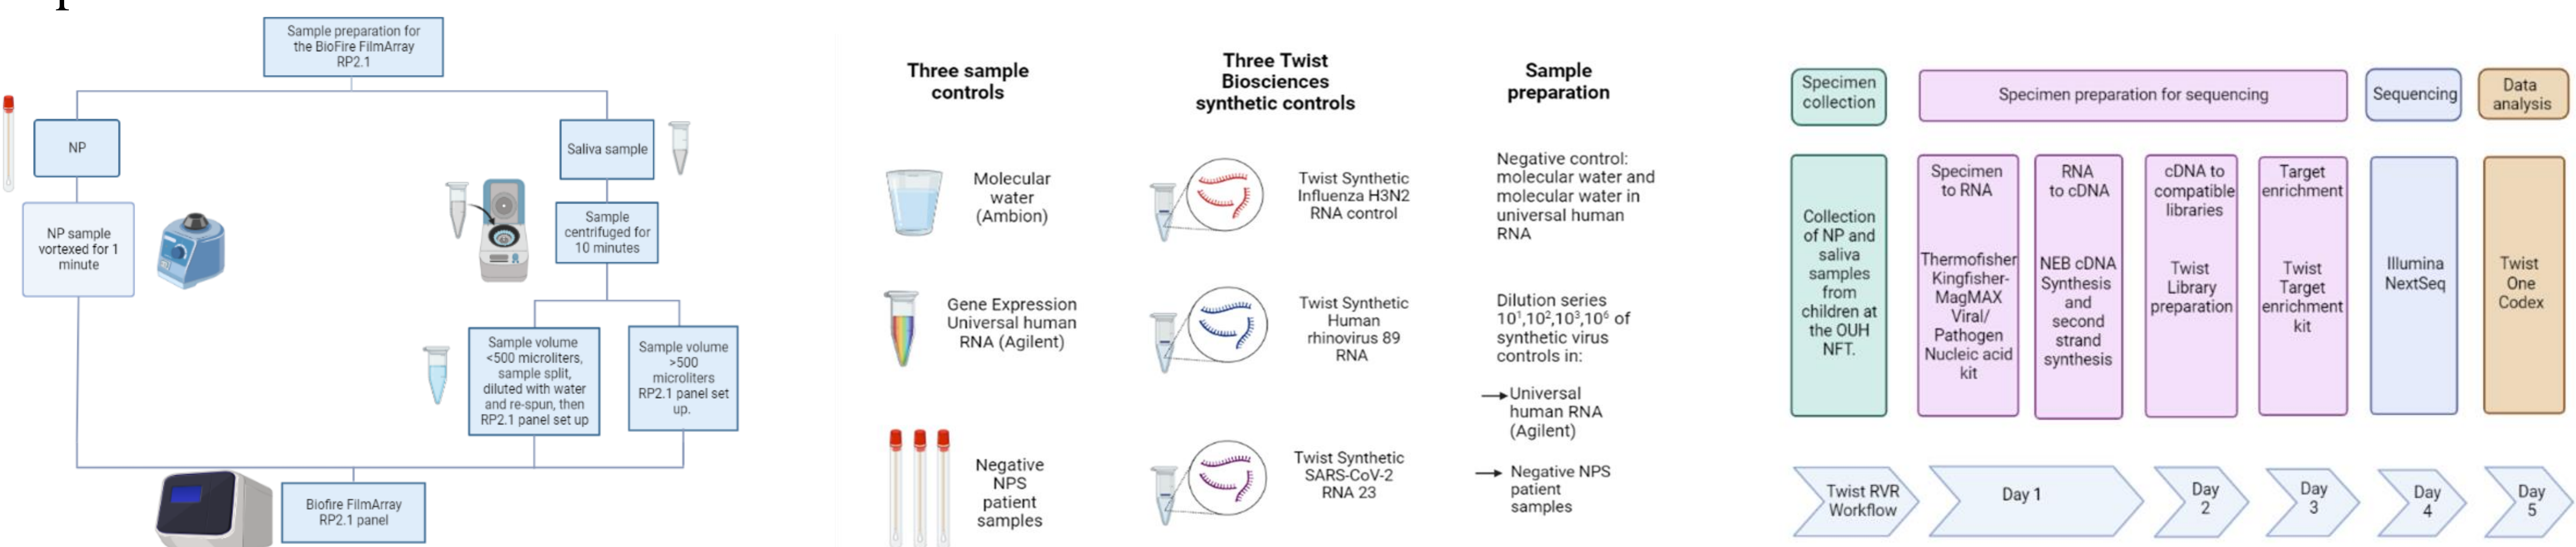 Sample preparation for
the BioFire FilmArray
RP2.1
NP
Saliva sample
NP sample
vortexed for 1
minute
Sample
centrifuged for
10 minutes
Sample volume
<500 microliters,
sample split,
diluted with water
and re-spun, then
RP2.1 panel set up
Sample volume
>500
microliters
RP2.1 panel set
up.
Biofire FilmArray
RP2.1 panel
Three sample
controls
Three Twist
Biosciences
synthetic controls
Sample
preparation
Molecular
water
(Ambion)
Twist Synthetic
Influenza H3N2
RNA control
Negative control:
molecular water and
molecular water in
universal human
RNA
Gene Expression
Universal human
RNA (Agilent)
Twist Synthetic
Human
rhinovirus 89
RNA
Dilution series
10¹,10²,10³,10⁶ of
synthetic virus
controls in:
→Universal
human RNA
(Agilent)
Negative
NPS
patient
samples
Twist Synthetic
SARS-CoV-2
RNA 23
→ Negative NPS
patient
samples
Specimen
collection
Specimen preparation for sequencing
Sequencing
Data
analysis
Collection
of NP and
saliva
samples
from
children at
the OUH
NFT.
Specimen
to RNA
Thermofisher
Kingfisher-
MagMAX
Viral/
Pathogen
Nucleic acid
kit
RNA
to cDNA
NEB cDNA
Synthesis
and
second
strand
synthesis
cDNA to
compatible
libraries
Twist
Library
preparation
Target
enrichment
Twist
Target
enrichment
kit
Illumina
NextSeq
Twist
One
Codex
Twist RVR
Workflow
Day 1
Day
2
Day
3
Day
4
Day
5